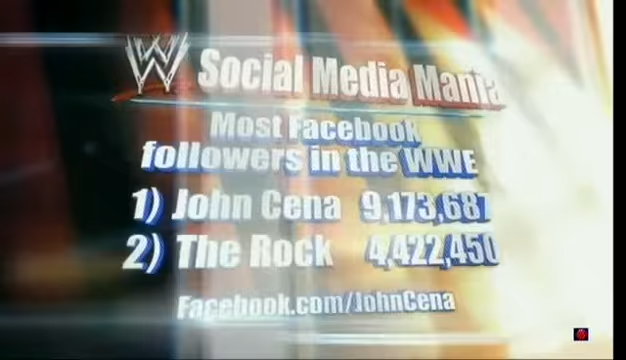 W Social Media Mania
Most Facebook
followers in the WWE
1) John Cena 9,173,687
2) The Rock 4,422,450
Facebook.com/JohnCena